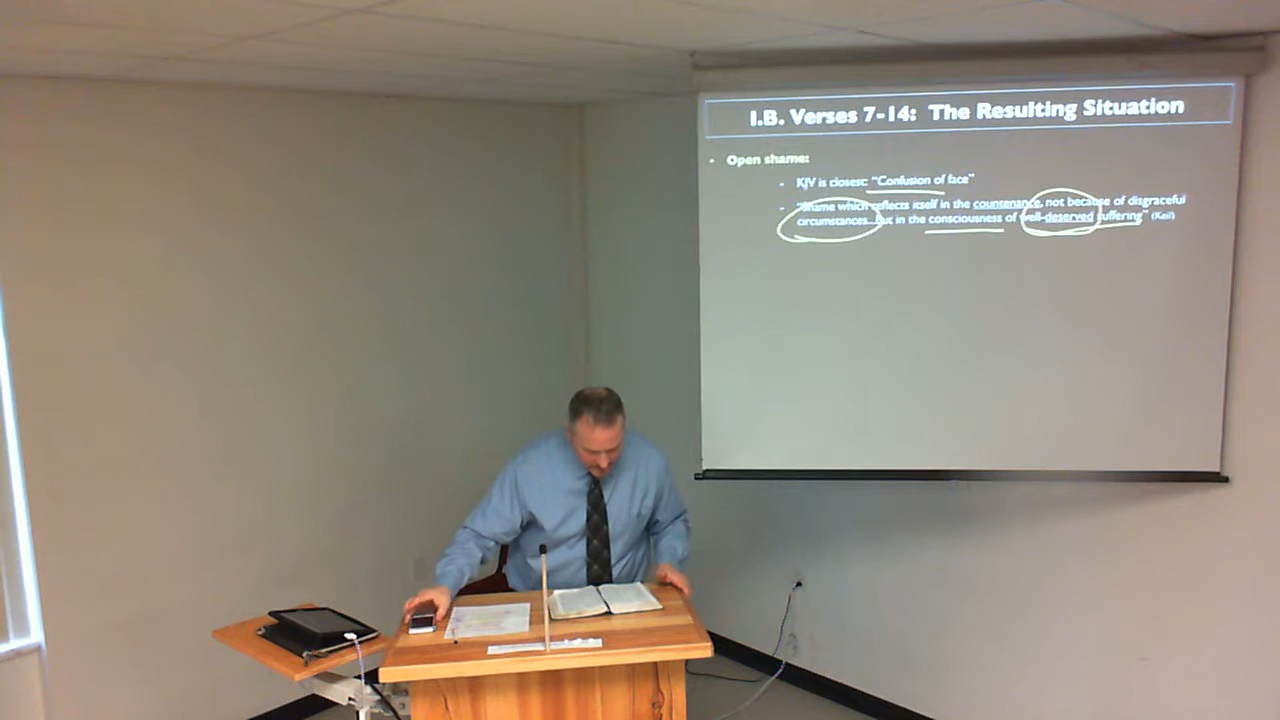 I.B. Verses 7-14: The Resulting Situation
• Open shame:
- KJV is closest: “Confusion of face”
- “Shame which reflects itself in the countenance, not because of disgraceful
circumstances...but in the consciousness of well-deserved suffering” (Keil)